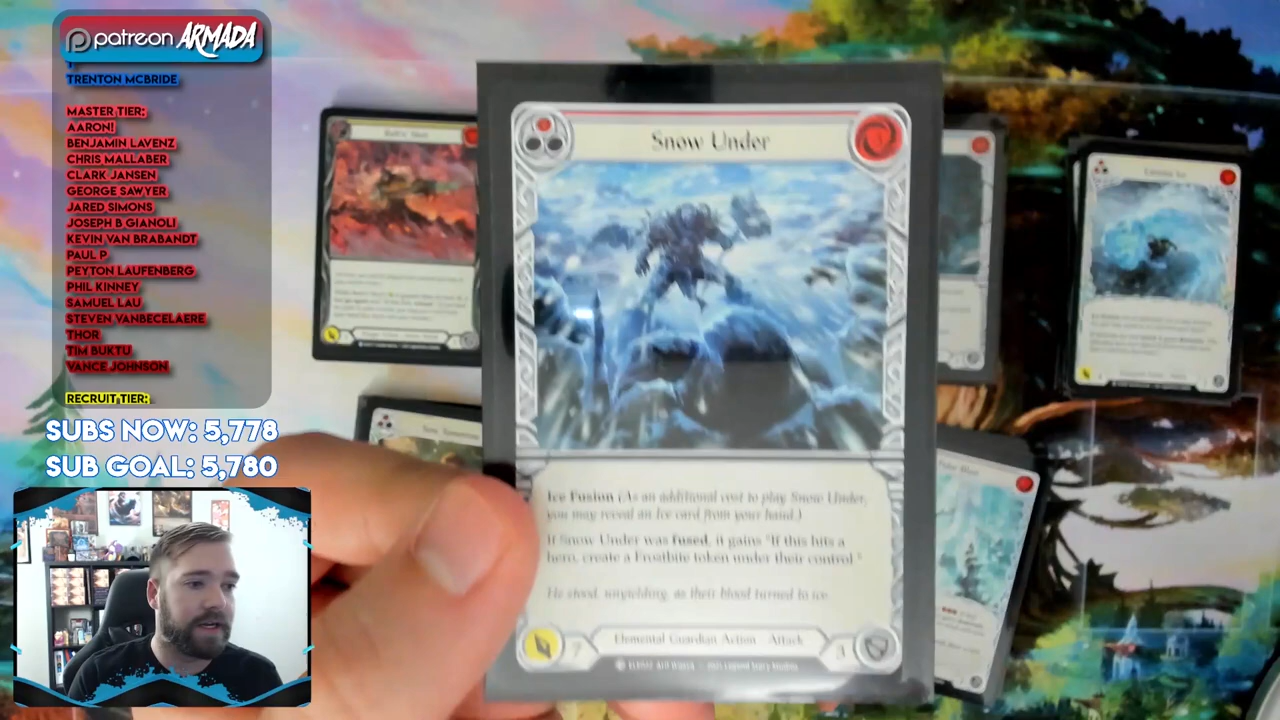 patreon ARMADA
TRENTON MCBRIDE
MASTER TIER:
AARON!
BENJAMIN LAVENZ
CHRIS MALLABER
CLARK JANSEN
GEORGE SAWYER
JARED SIMONS
JOSEPH B GIANOLI
KEVIN VAN BRABANDT
PAUL P
PEYTON LAUFENBERG
PHIL KINNEY
SAMUEL LAU
STEVEN VANBECELAERE
THOR
TIM BUKTU
VANCE JOHNSON
RECRUIT TIER:
SUBS NOW: 5,778
SUB GOAL: 5,780
Snow Under
Ice Fusion (As an additional cost to play Snow Under,
you may reveal an Ice card from your hand.)
If Snow Under was fused, it gains "If this hits a
hero, create a Frostbite token under their control."
He stood, unyielding, as their blood turned to ice.
7
Elemental Guardian Action - Attack
3